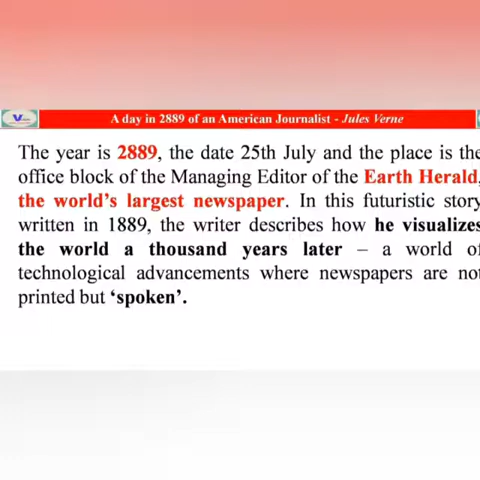 A day in 2889 of an American Journalist - Jules Verne
The year is 2889, the date 25th July and the place is the
office block of the Managing Editor of the Earth Herald,
the world's largest newspaper. In this futuristic story
written in 1889, the writer describes how he visualizes
the world a thousand years later – a world of
technological advancements where newspapers are not
printed but ‘spoken’.